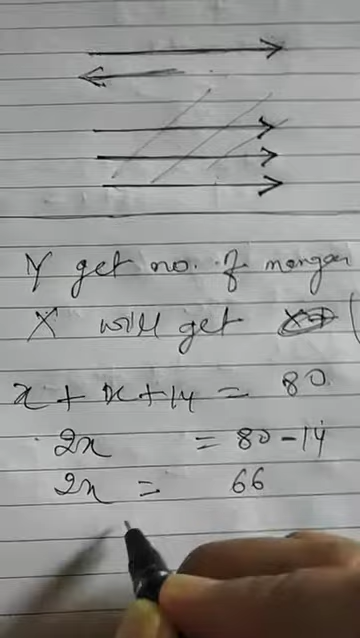 Y get no. of mangoes
X will get (
x + x + 14 = 80
2x = 80 - 14
2x = 66